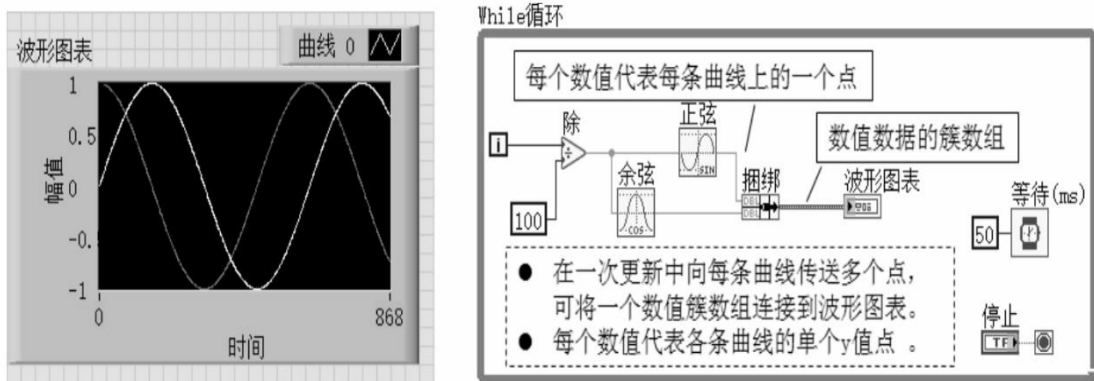 波形图表
曲线 0
1
0.5
0
-0.
-1
幅值
0
868
时间
While循环
每个数值代表每条曲线上的一个点
i
除
÷
100
正弦
SIN
余弦
COS
捆绑
DBL
DBL
数值数据的簇数组
波形图表
等待(ms)
50
● 在一次更新中向每条曲线传送多个点,
可将一个数值簇数组连接到波形图表。
● 每个数值代表各条曲线的单个y值点 。
停止
TF